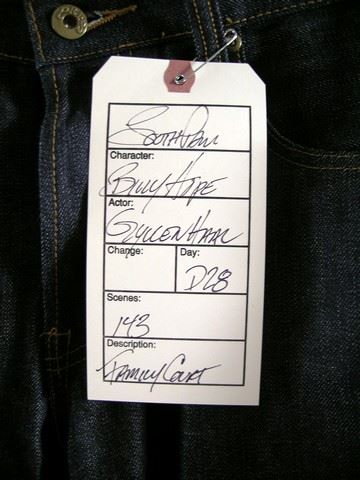 SOUTHPAW
Character:
BILLY HOPE
Actor:
GYLLENHAAL
Change: Day:
D28
Scenes:
143
Description:
FAMILY COURT